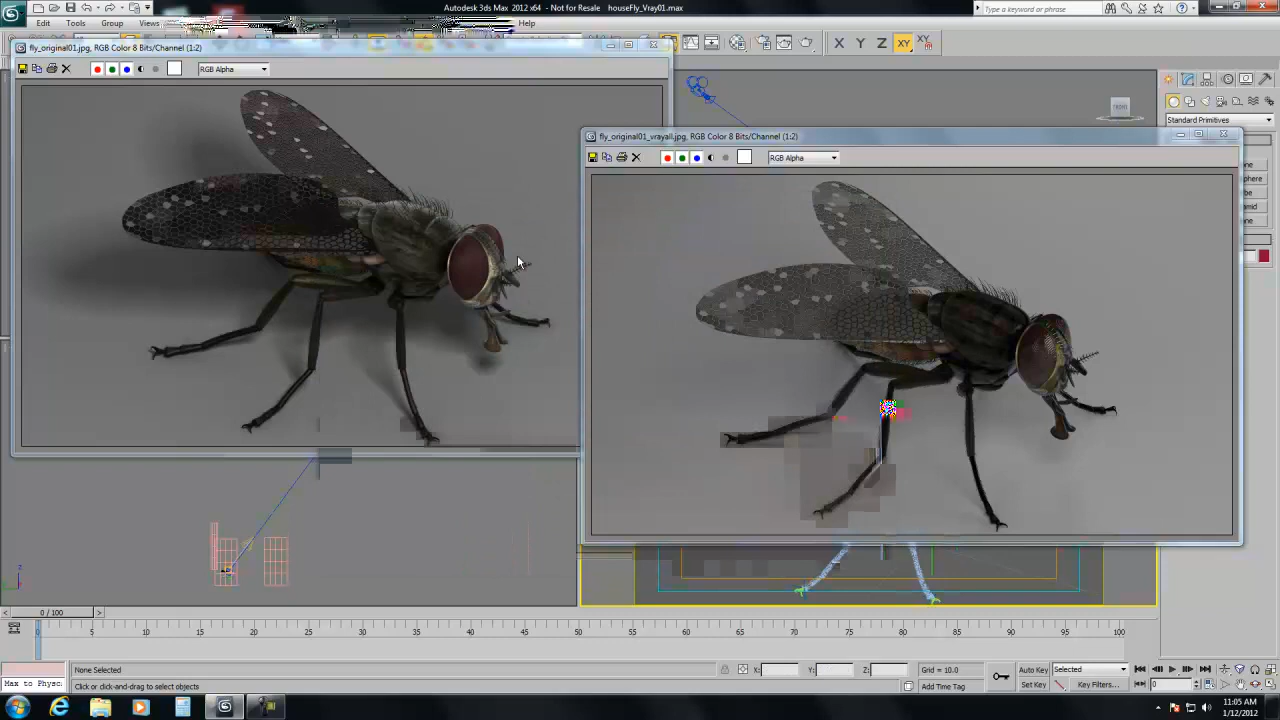 Autodesk 3ds Max 2012 x64 - Not for Resale houseFly_Vray01.max
Type a keyword or phrase
Edit Tools Group Views Help
X Y Z XY XY
fly_original01.jpg, RGB Color 8 Bits/Channel (1:2)
RGB Alpha
FRONT
Standard Primitives
fly_original01_vrayall.jpg, RGB Color 8 Bits/Channel (1:2)
RGB Alpha
0 / 100
0 5 10 15 20 25 30 35 40 45 50 55 60 65 70 75 80 85 90 95 100
None Selected X: Y: Z: Grid = 10.0 Auto Key Selected
Max to Physc Click or click-and-drag to select objects Add Time Tag Set Key Key Filters... 0
11:05 AM
1/12/2012